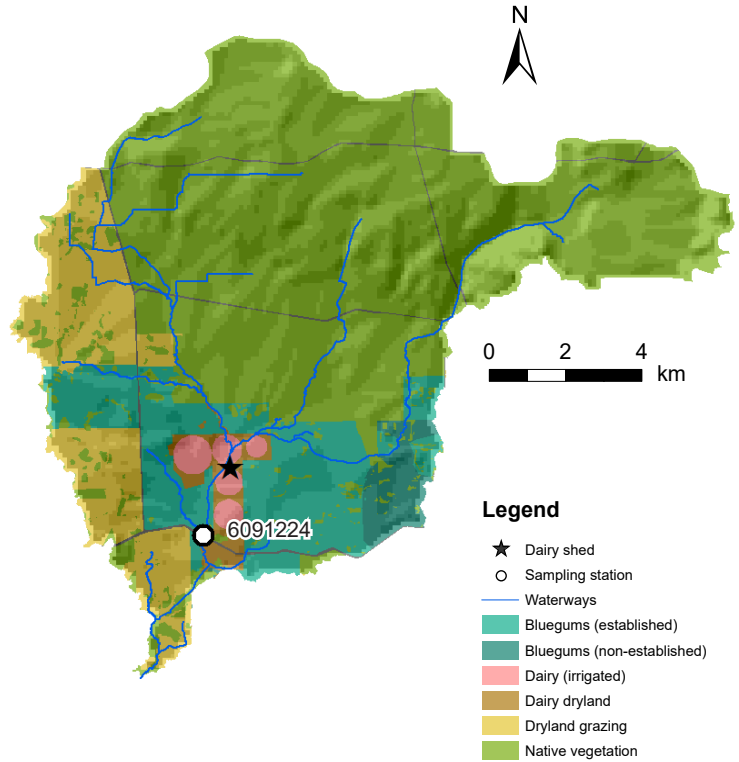 N
0 2 4
km
6091224
Legend
Dairy shed
Sampling station
Waterways
Bluegums (established)
Bluegums (non-established)
Dairy (irrigated)
Dairy dryland
Dryland grazing
Native vegetation